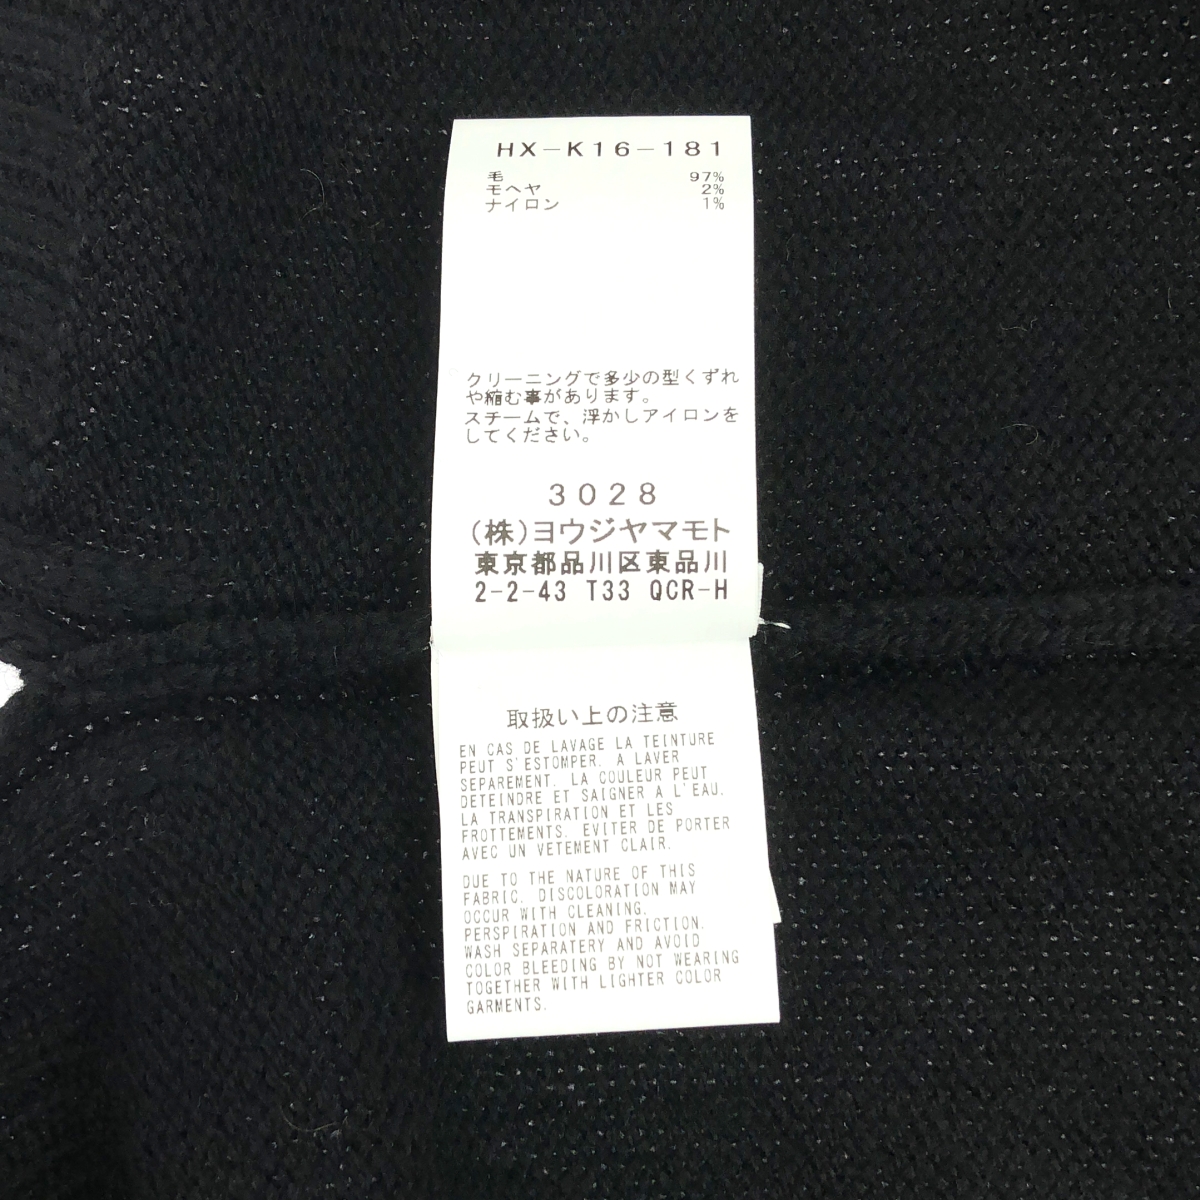 HX-K16-181
毛 97%
モヘヤ 2%
ナイロン 1%
クリーニングで多少の型くずれ
や縮む事があります。
スチームで、浮かしアイロンを
してください。
3028
(株)ヨウジヤマモト
東京都品川区東品川
2-2-43 T33 QCR-H
取扱い上の注意
EN CAS DE LAVAGE LA TEINTURE
PEUT S'ESTOMPER. A LAVER
SEPAREMENT. LA COULEUR PEUT
DETEINDRE ET SAIGNER A L'EAU.
LA TRANSPIRATION ET LES
FROTTEMENTS. EVITER DE PORTER
AVEC UN VETEMENT CLAIR.
DUE TO THE NATURE OF THIS
FABRIC. DISCOLORATION MAY
OCCUR WITH CLEANING.
PERSPIRATION AND FRICTION.
WASH SEPARATERY AND AVOID
COLOR BLEEDING BY NOT WEARING
TOGETHER WITH LIGHTER COLOR
GARMENTS.